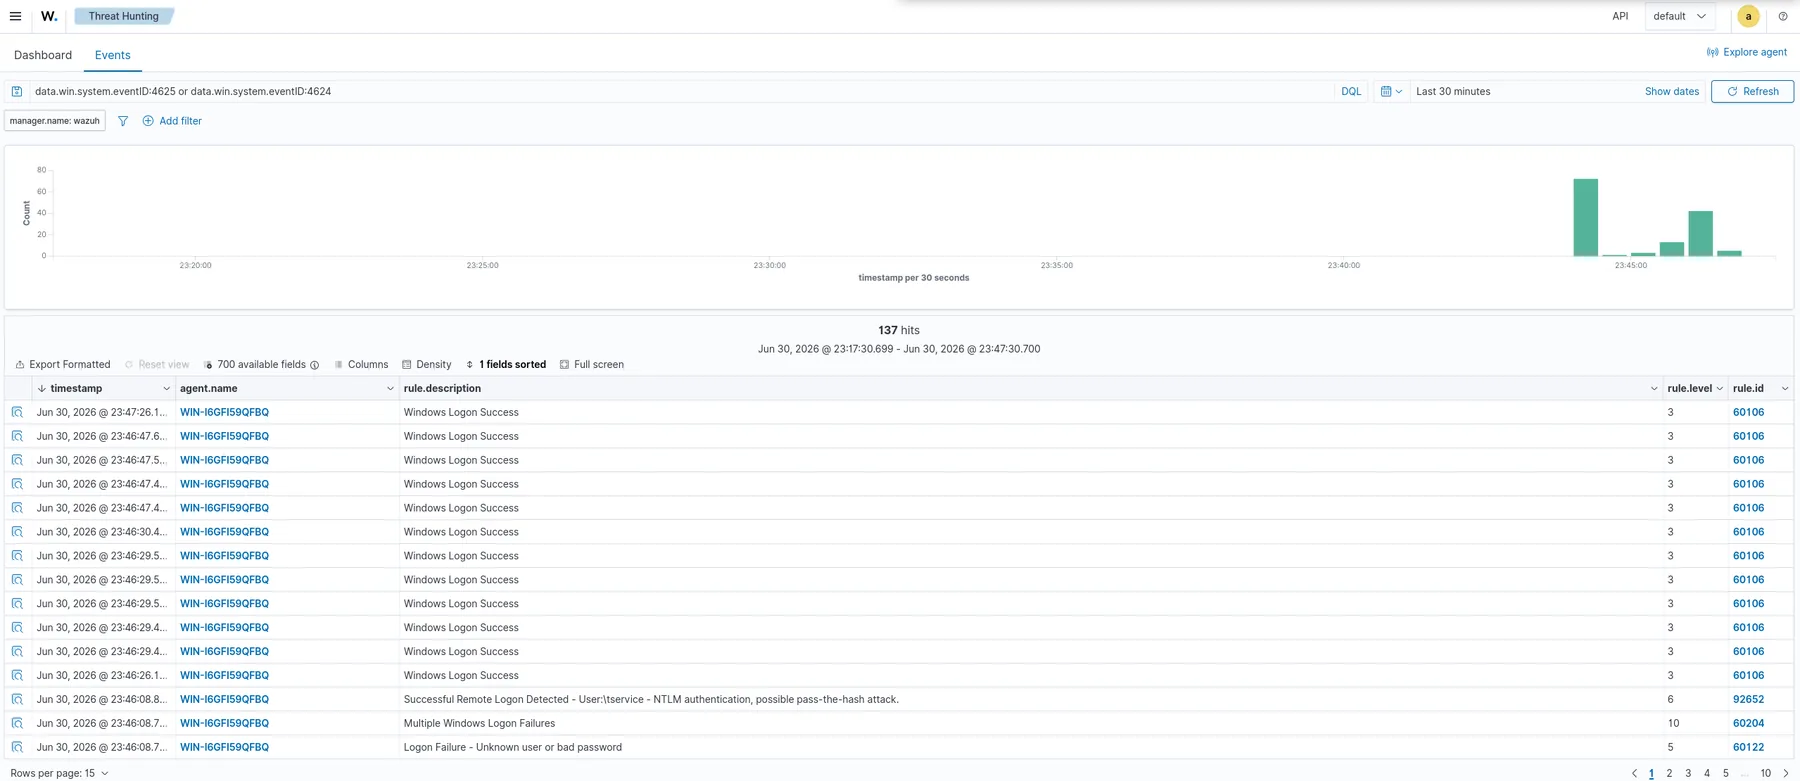 W. Threat Hunting API default a
Dashboard Events Explore agent
data.win.system.eventID:4625 or data.win.system.eventID:4624 DQL Last 30 minutes Show dates Refresh
manager.name: wazuh Add filter
80
60
40
20
0
Count
23:20:00 23:25:00 23:30:00 23:35:00 23:40:00 23:45:00
timestamp per 30 seconds
137 hits
Jun 30, 2026 @ 23:17:30.699 - Jun 30, 2026 @ 23:47:30.700
Export Formatted Reset view 700 available fields Columns Density 1 fields sorted Full screen
timestamp agent.name rule.description rule.level rule.id
Jun 30, 2026 @ 23:47:26.1... WIN-I6GFI59QFBQ Windows Logon Success 3 60106
Jun 30, 2026 @ 23:46:47.6... WIN-I6GFI59QFBQ Windows Logon Success 3 60106
Jun 30, 2026 @ 23:46:47.5... WIN-I6GFI59QFBQ Windows Logon Success 3 60106
Jun 30, 2026 @ 23:46:47.4... WIN-I6GFI59QFBQ Windows Logon Success 3 60106
Jun 30, 2026 @ 23:46:47.4... WIN-I6GFI59QFBQ Windows Logon Success 3 60106
Jun 30, 2026 @ 23:46:30.4... WIN-I6GFI59QFBQ Windows Logon Success 3 60106
Jun 30, 2026 @ 23:46:29.5... WIN-I6GFI59QFBQ Windows Logon Success 3 60106
Jun 30, 2026 @ 23:46:29.5... WIN-I6GFI59QFBQ Windows Logon Success 3 60106
Jun 30, 2026 @ 23:46:29.5... WIN-I6GFI59QFBQ Windows Logon Success 3 60106
Jun 30, 2026 @ 23:46:29.4... WIN-I6GFI59QFBQ Windows Logon Success 3 60106
Jun 30, 2026 @ 23:46:29.4... WIN-I6GFI59QFBQ Windows Logon Success 3 60106
Jun 30, 2026 @ 23:46:26.1... WIN-I6GFI59QFBQ Windows Logon Success 3 60106
Jun 30, 2026 @ 23:46:08.8... WIN-I6GFI59QFBQ Successful Remote Logon Detected - User:\tservice - NTLM authentication, possible pass-the-hash attack. 6 92652
Jun 30, 2026 @ 23:46:08.7... WIN-I6GFI59QFBQ Multiple Windows Logon Failures 10 60204
Jun 30, 2026 @ 23:46:08.7... WIN-I6GFI59QFBQ Logon Failure - Unknown user or bad password 5 60122
Rows per page: 15 1 2 3 4 5 ... 10